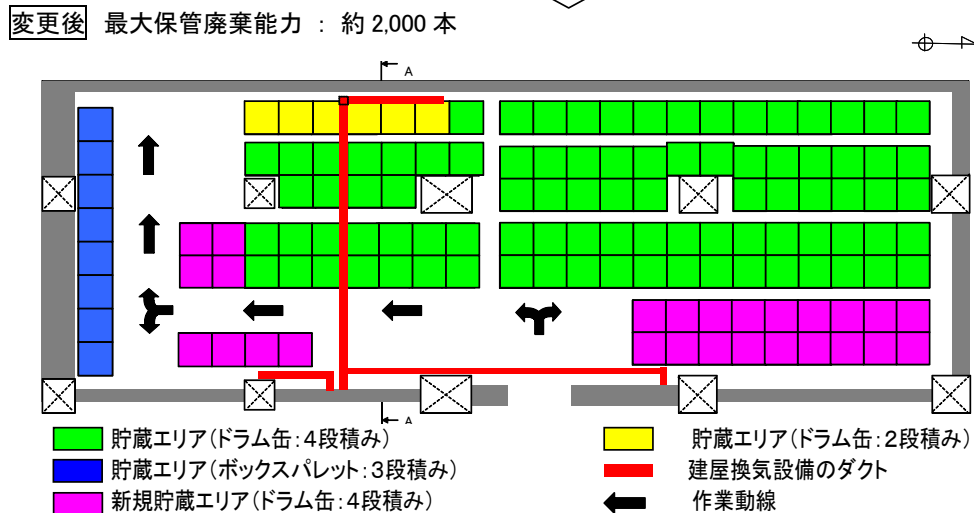 変更後 最大保管廃棄能力 : 約 2,000 本
A
A
貯蔵エリア(ドラム缶:4段積み)
貯蔵エリア(ドラム缶:2段積み)
貯蔵エリア(ボックスパレット:3段積み)
建屋換気設備のダクト
新規貯蔵エリア(ドラム缶:4段積み)
作業動線